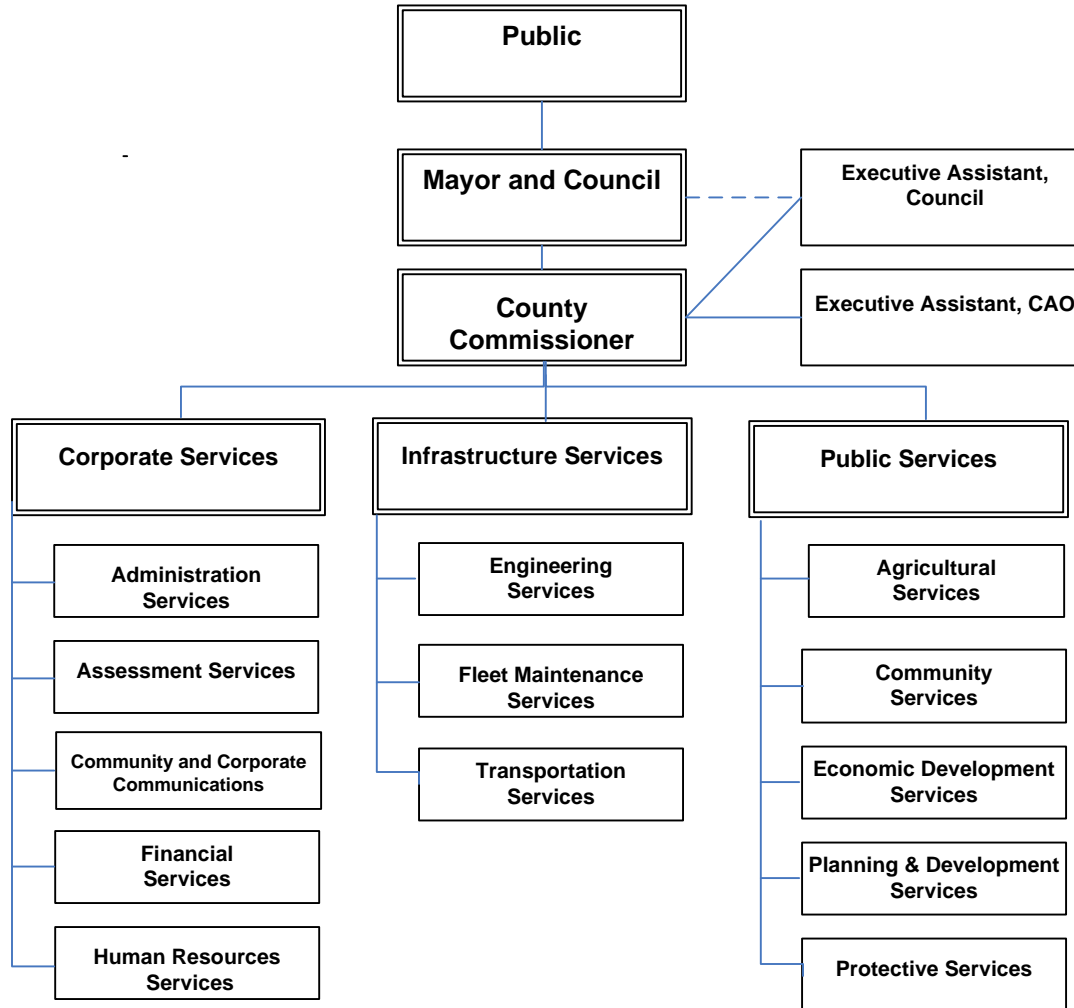 Public
-
Mayor and Council
Executive Assistant,
Council
County
Commissioner
Executive Assistant, CAO
Corporate Services
Infrastructure Services
Public Services
Administration
Services
Assessment Services
Community and Corporate
Communications
Financial
Services
Human Resources
Services
Engineering
Services
Fleet Maintenance
Services
Transportation
Services
Agricultural
Services
Community
Services
Economic Development
Services
Planning & Development
Services
Protective Services